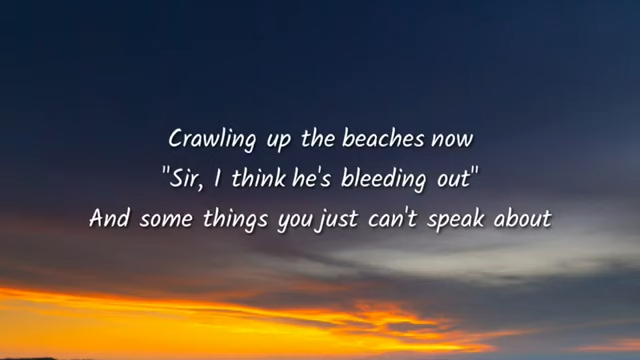 Crawling up the beaches now
"Sir, I think he's bleeding out"
And some things you just can't speak about